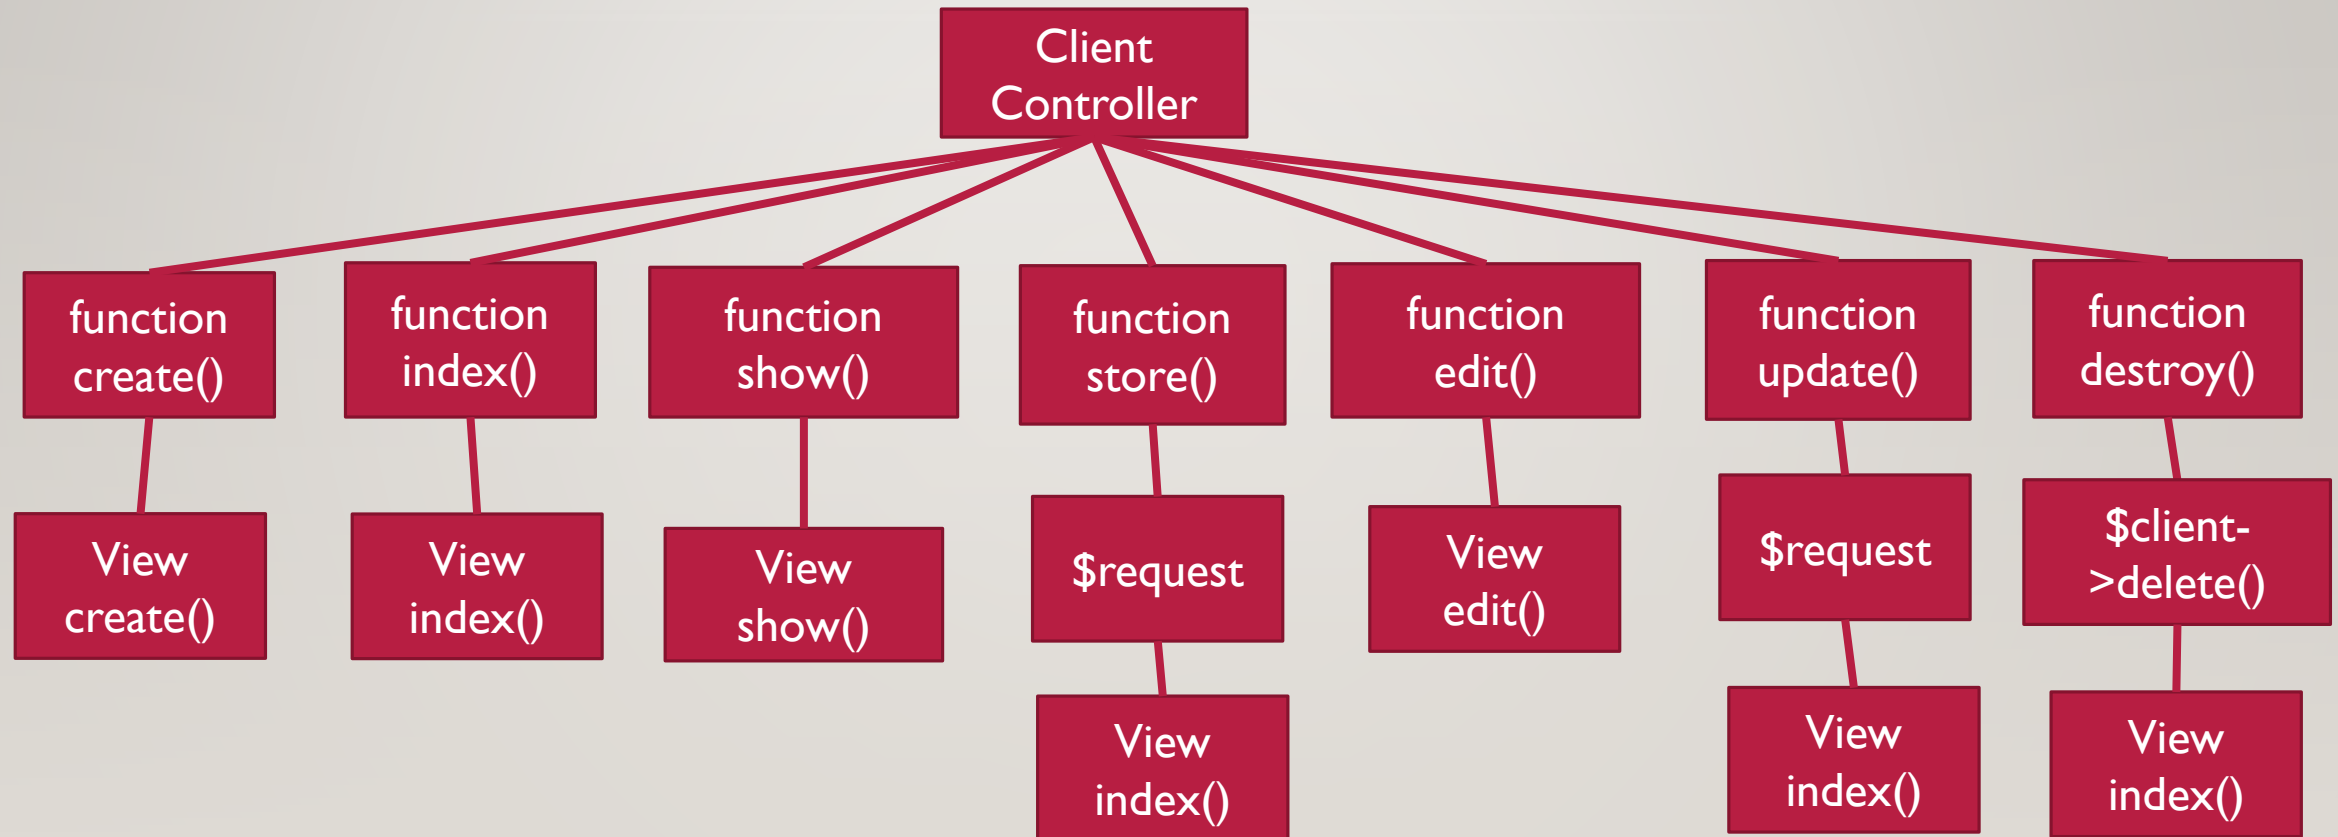 Client
Controller
function
create()
function
index()
function
show()
function
store()
function
edit()
function
update()
function
destroy()
View
create()
View
index()
View
show()
$request
View
edit()
$request
$client-
>delete()
View
index()
View
index()
View
index()